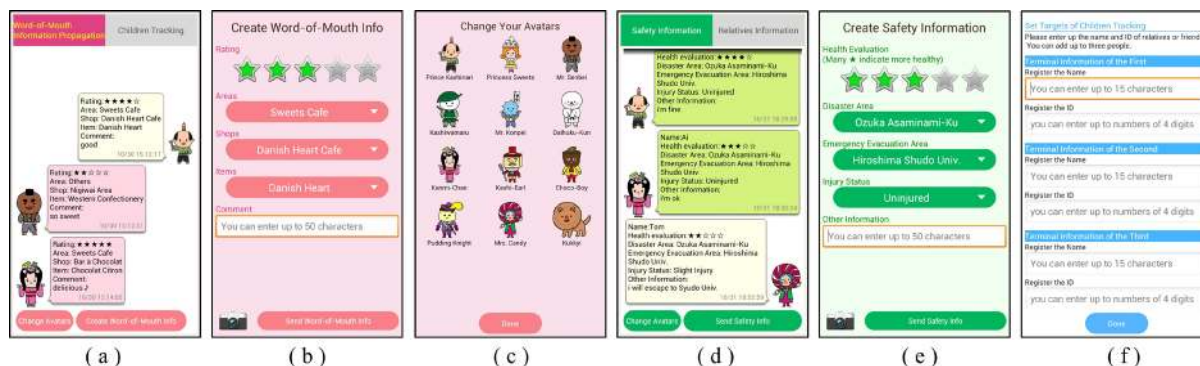 Word-of-Mouth
Information Propagation
Children Tracking
Rating:★★★★☆
Area: Sweets Cafe
Shop: Danish Heart Cafe
Item: Danish Heart
Comment:
good
Rating:★★☆☆☆
Area: Others
Shop: Nigiwai Area
Item: Western Confectionery
Comment:
so sweet
Rating:★★★★★
Area: Sweets Cafe
Shop: Bar à Chocolat
Item: Chocolat Citron
Comment:
delicious♪
Change Avatars
Create Word-of-Mouth Info
(a)
Create Word-of-Mouth Info
Rating
Areas
Sweets Cafe
Shops
Danish Heart Cafe
Items
Danish Heart
Comment
You can enter up to 50 characters
Send Word-of-Mouth Info
(b)
Change Your Avatars
Prince Kashinari
Princess Sweets
Mr. Senbei
Kashiwamaru
Mr. Konpei
Daihuku-Kun
Kanmi-Chan
Kashi-Earl
Choco-Boy
Pudding Knight
Mrs. Candy
Kukkyi
Done
(c)
Safety Information
Relatives Information
Health evaluation:★★★★☆
Disaster Area: Ozuka Asaminami-Ku
Emergency Evacuation Area: Hiroshima
Shudo Univ.
Injury Status: Uninjured
Other Information:
i'm fine
Name:Ai
Health evaluation:★★★☆☆
Disaster Area: Ozuka Asaminami-Ku
Emergency Evacuation Area: Hiroshima
Shudo Univ
Injury Status: Uninjured
Other Information:
i'm ok
Name:Tom
Health evaluation:★★☆☆☆
Disaster Area: Ozuka Asaminami-Ku
Emergency Evacuation Area: Hiroshima
Shudo Univ.
Injury Status: Slight Injury
Other Information:
i will escape to Syudo Univ.
Change Avatars
Send Safety Info
(d)
Create Safety Information
Health Evaluation
(Many ★ indicate more healthy)
Disaster Area
Ozuka Asaminami-Ku
Emergency Evacuation Area
Hiroshima Shudo Univ.
Injury Status
Uninjured
Other Information
You can enter up to 50 characters
Send Safety Info
(e)
Set Targets of Children Tracking
Please enter up the name and ID of relatives or friend
You can add up to three people.
Terminal Information of the First
Register the Name
You can enter up to 15 characters
Register the ID
you can enter up to numbers of 4 digits
Terminal Information of the Second
Register the Name
You can enter up to 15 characters
Register the ID
you can enter up to numbers of 4 digits
Terminal Information of the Third
Register the Name
You can enter up to 15 characters
Register the ID
you can enter up to numbers of 4 digits
Done
(f)